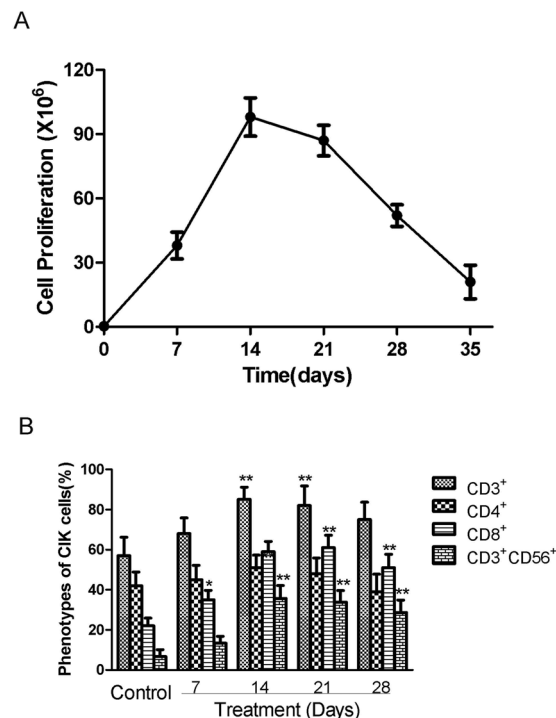 A
Cell Proliferation (X10⁶)
120
90
60
30
0
0 7 14 21 28 35
Time(days)
B
Phenotypes of CIK cells(%)
100
80
60
40
20
0
* ** ** ** ** ** ** **
CD3⁺
CD4⁺
CD8⁺
CD3⁺CD56⁺
Control 7 14 21 28
Treatment (Days)